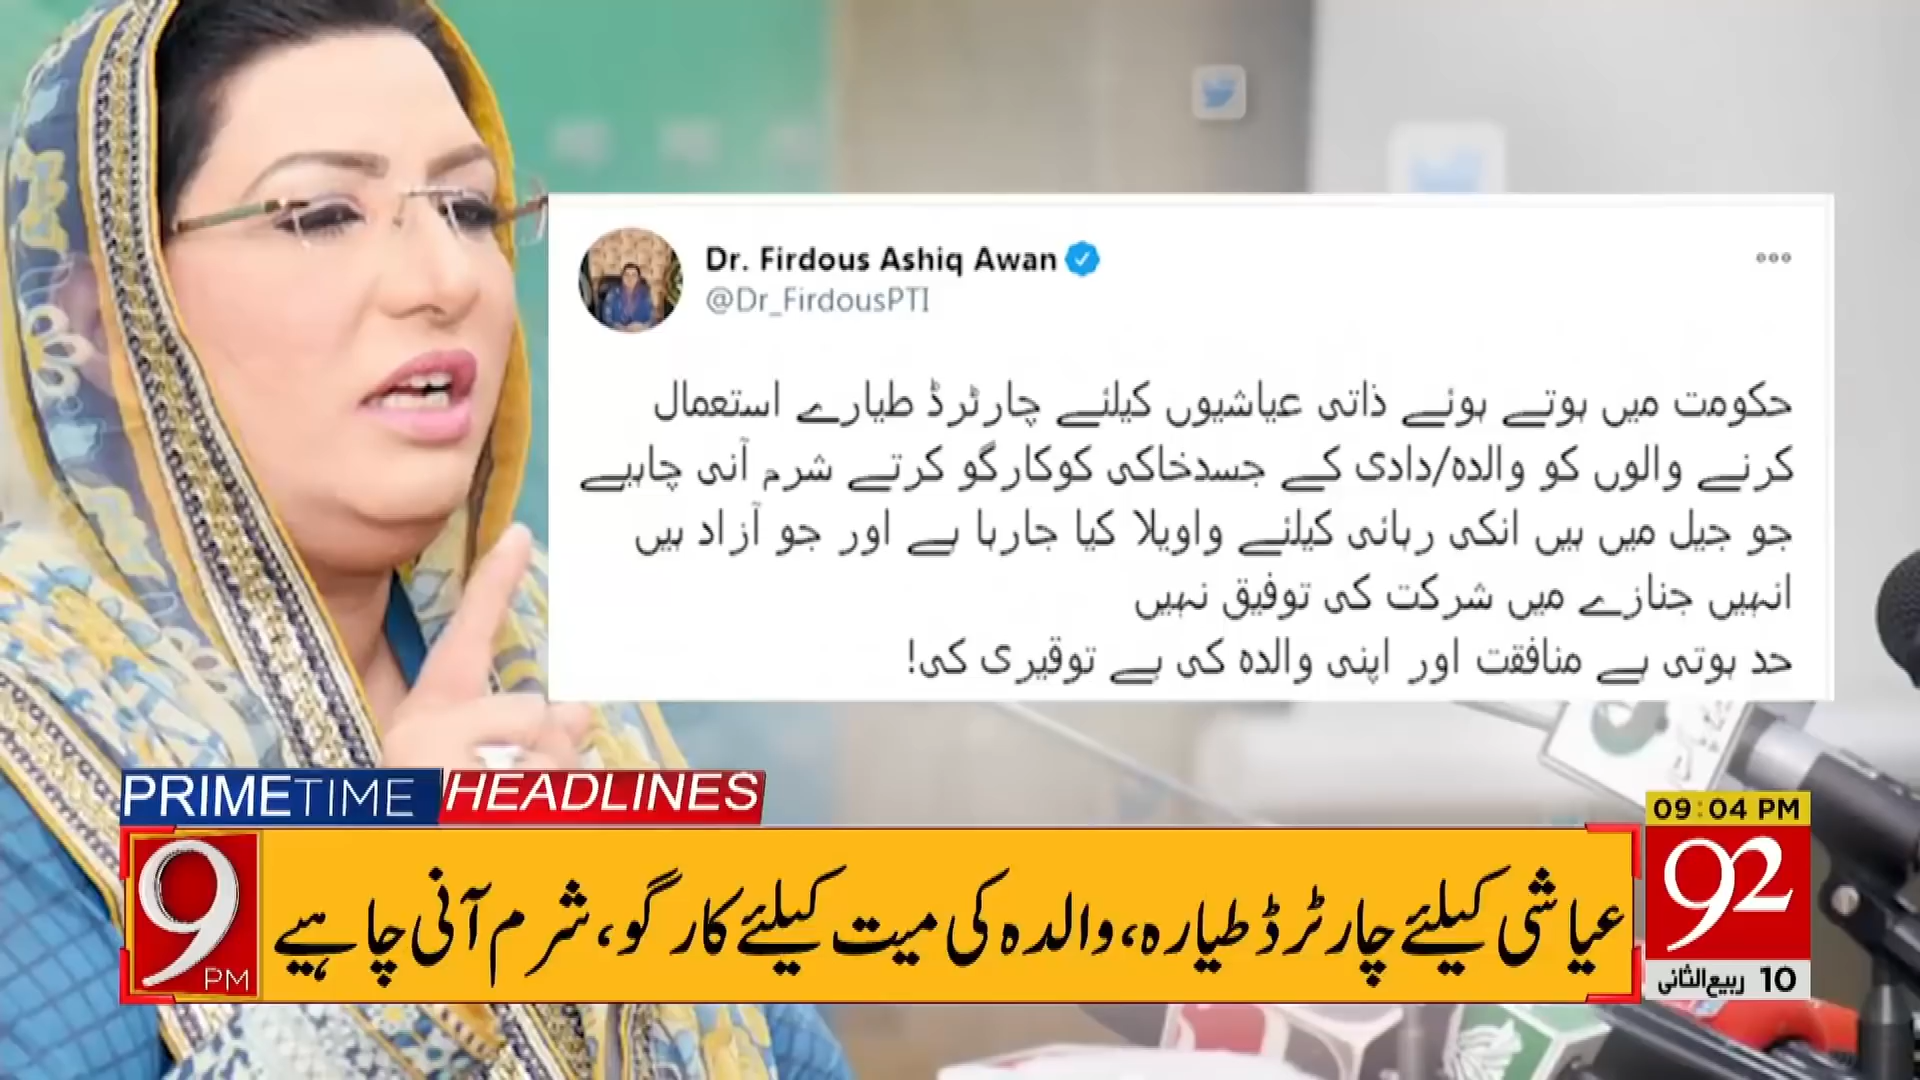 Dr. Firdous Ashiq Awan
@Dr_FirdousPTI
حکومت میں ہوتے ہوئے ذاتی عیاشیوں کیلئے چارٹرڈ طیارے استعمال
کرنے والوں کو والدہ/دادی کے جسدخاکی کوکارگو کرتے شرم آنی چاہیے
جو جیل میں ہیں انکی رہائی کیلئے واویلا کیا جارہا ہے اور جو آزاد ہیں
انہیں جنازے میں شرکت کی توفیق نہیں
حد ہوتی ہے منافقت اور اپنی والدہ کی بے توقیری کی!
PRIMETIME HEADLINES
09:04 PM
9 PM
عیاشی کیلئے چارٹرڈ طیارہ، والدہ کی میت کیلئے کارگو، شرم آنی چاہیے
92
10 ربیع الثانی